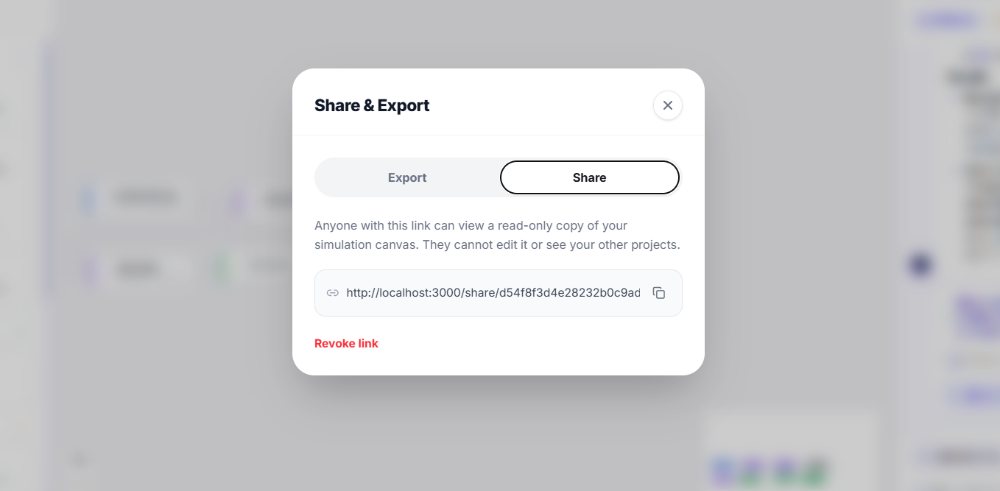 Share & Export
Export
Share
Anyone with this link can view a read-only copy of your
simulation canvas. They cannot edit it or see your other projects.
http://localhost:3000/share/d54f8f3d4e28232b0c9ad
Revoke link